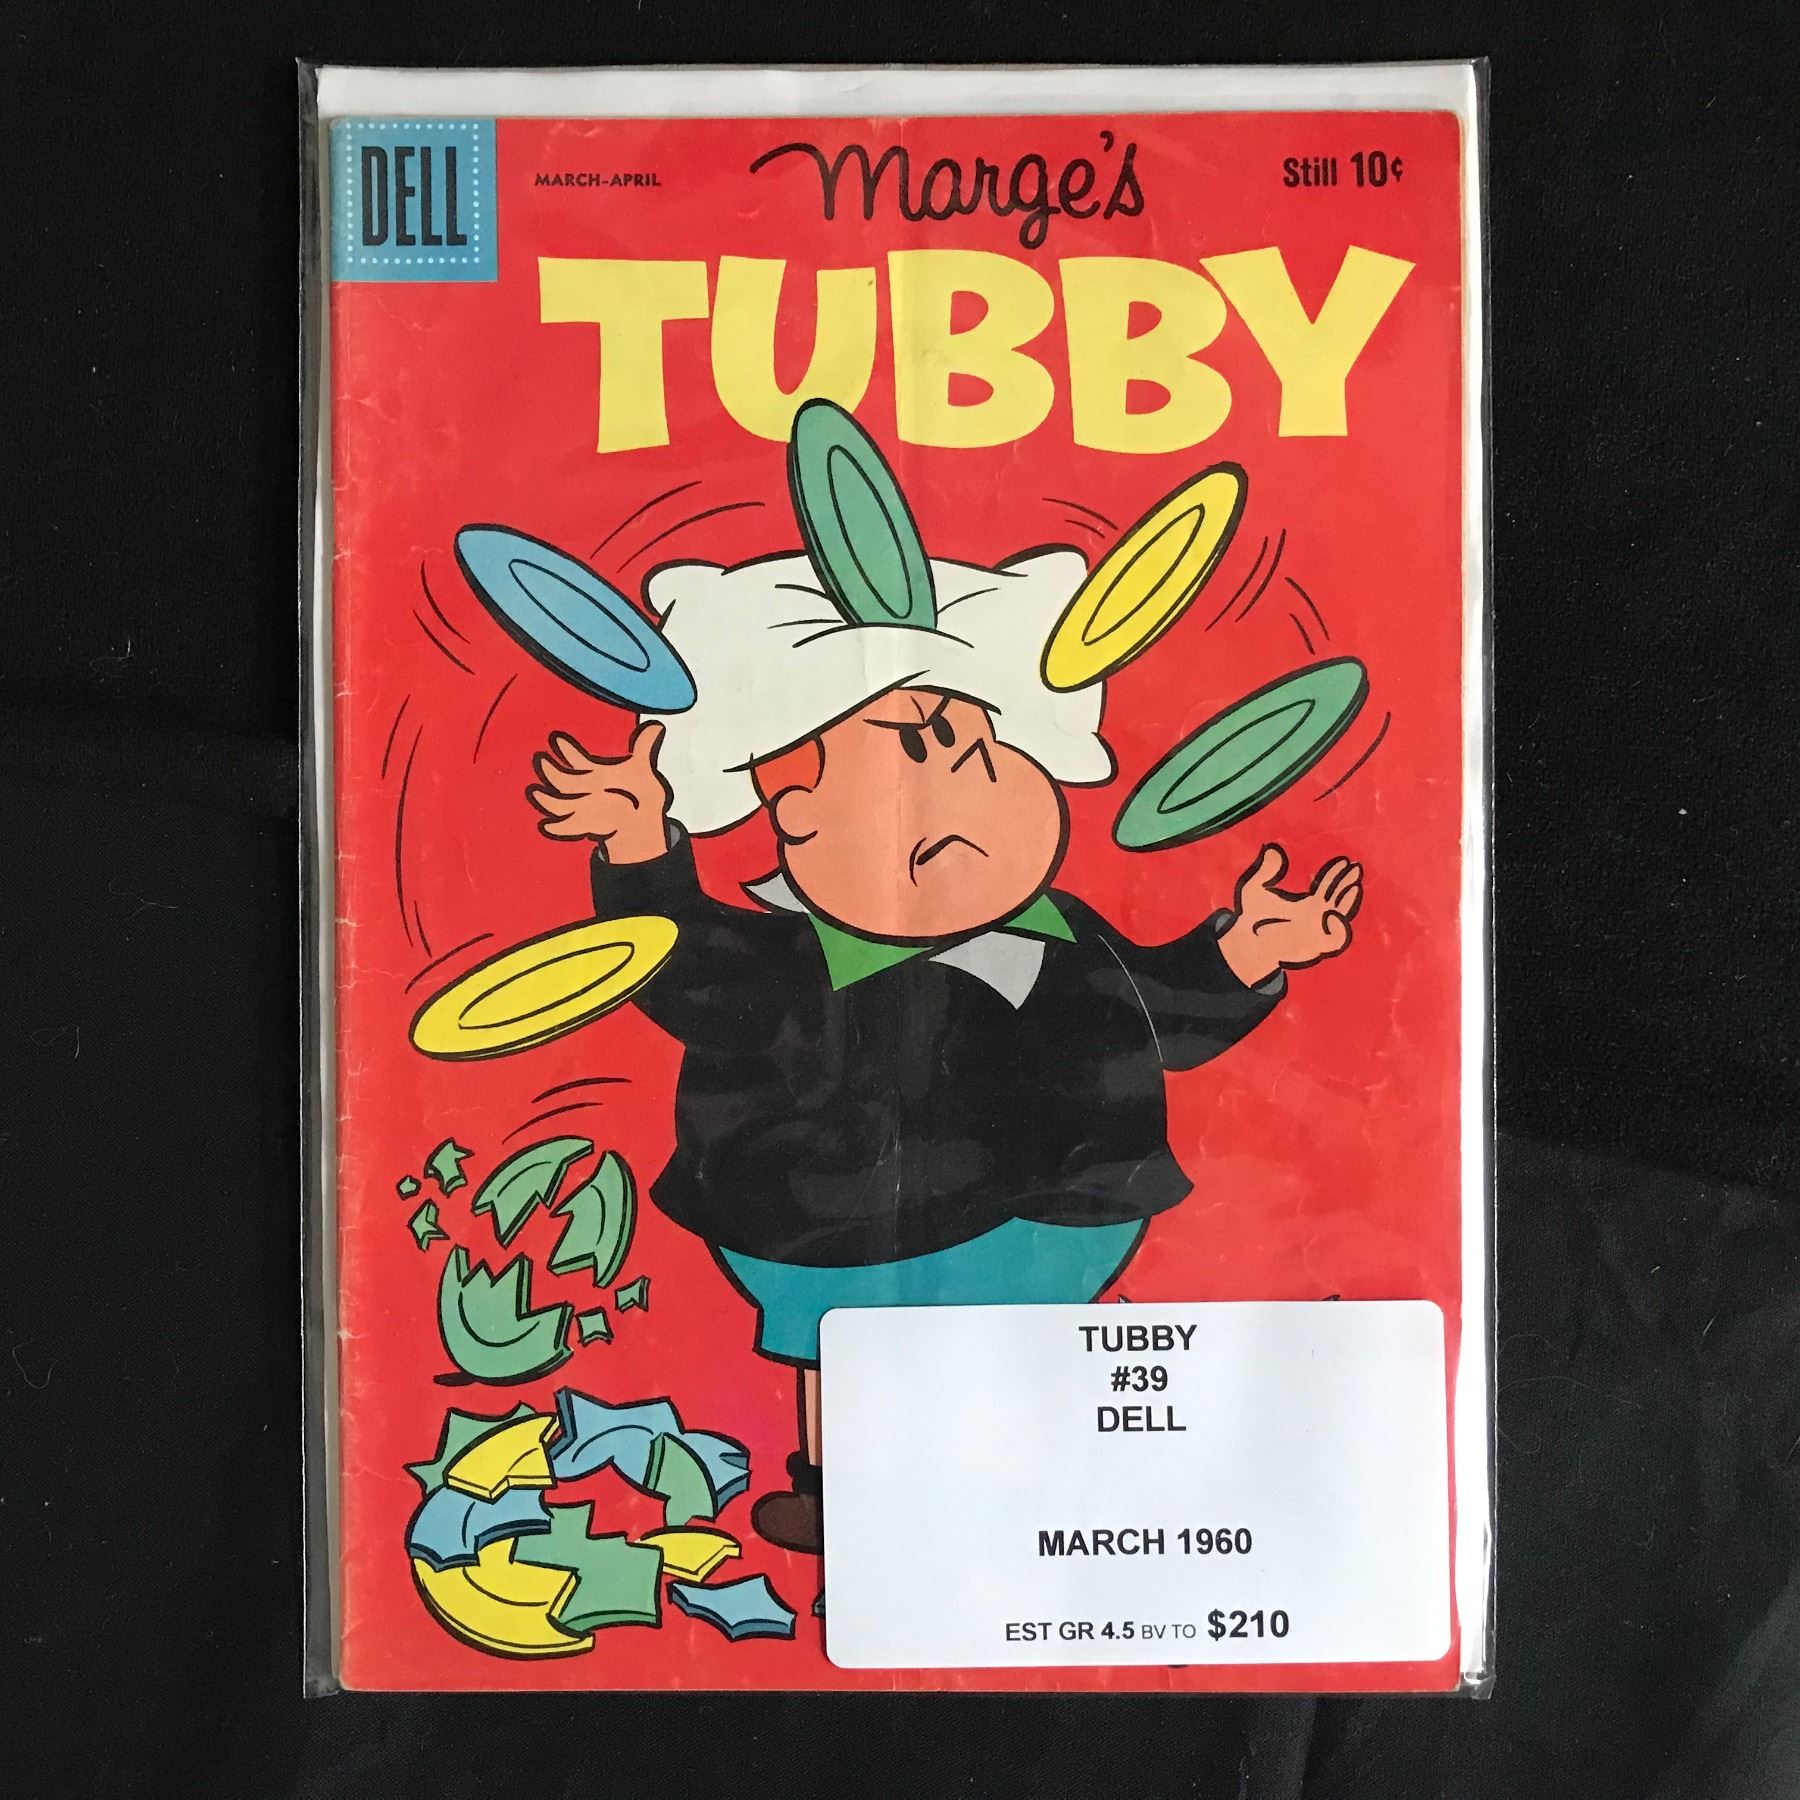 DELL
MARCH-APRIL
Marge's
Still 10¢
TUBBY
TUBBY
#39
DELL
MARCH 1960
EST GR 4.5 BV TO $210